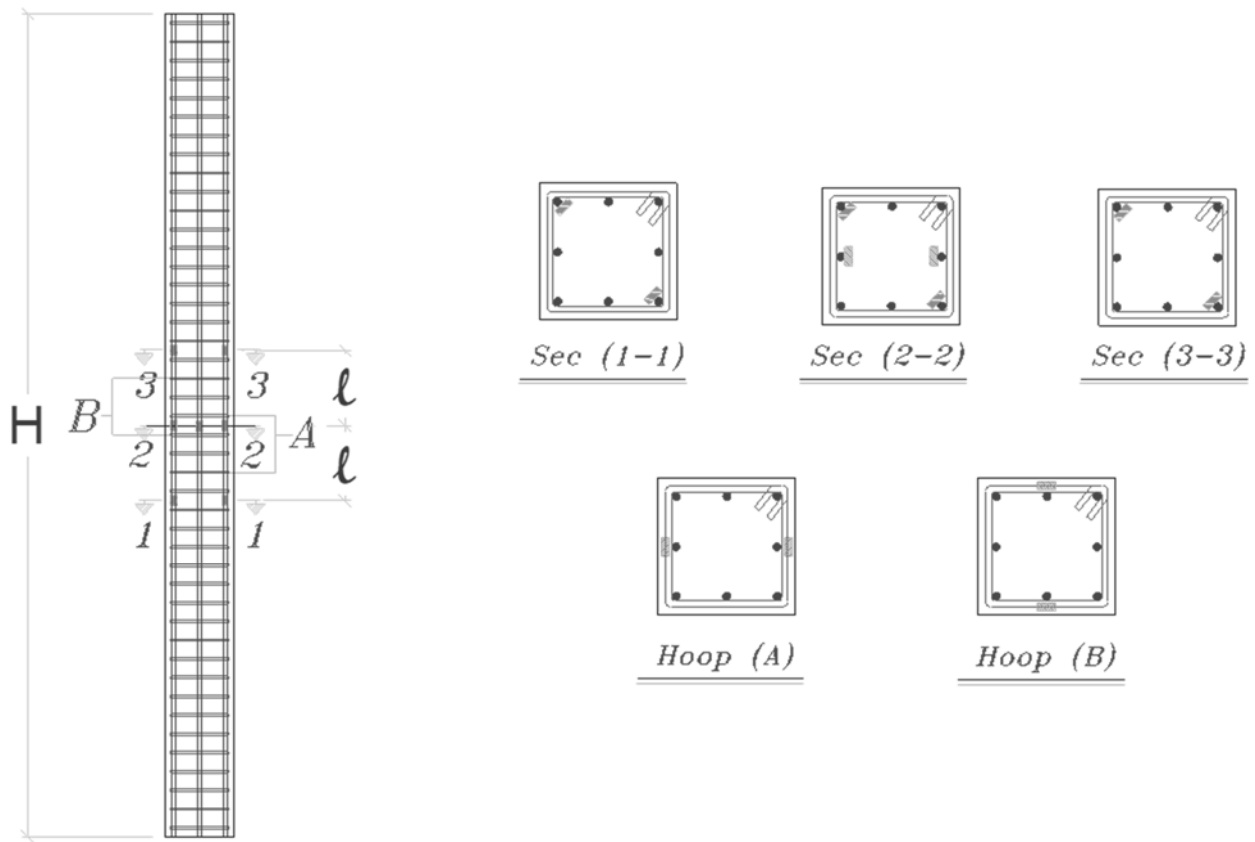 H
3 3
B
ℓ
A
2 2
ℓ
1 1
Sec (1-1)
Sec (2-2)
Sec (3-3)
Hoop (A)
Hoop (B)